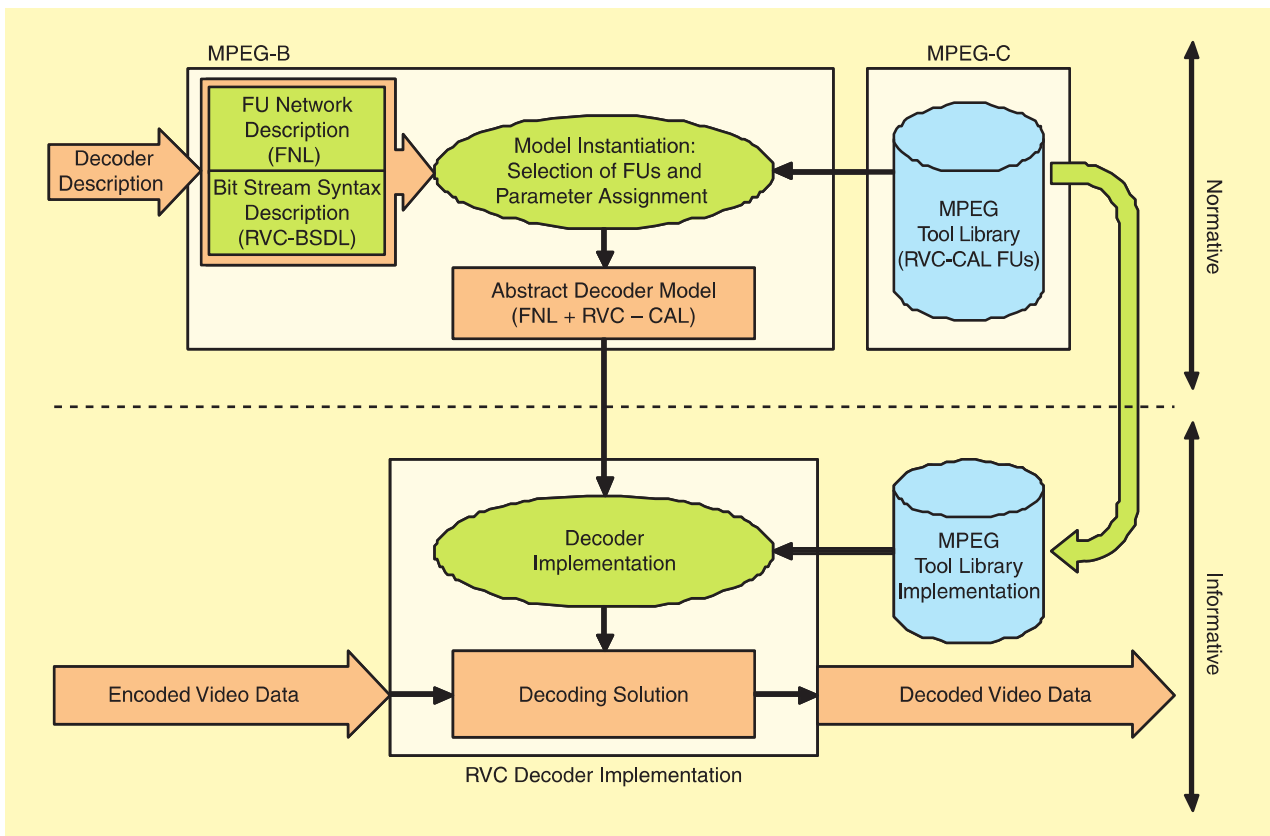 MPEG-B
MPEG-C
FU Network
Description
(FNL)
Bit Stream Syntax
Description
(RVC-BSDL)
Decoder
Description
Model Instantiation:
Selection of FUs and
Parameter Assignment
MPEG
Tool Library
(RVC-CAL FUs)
Normative
Abstract Decoder Model
(FNL + RVC – CAL)
Decoder
Implementation
MPEG
Tool Library
Implementation
Informative
Encoded Video Data
Decoding Solution
Decoded Video Data
RVC Decoder Implementation